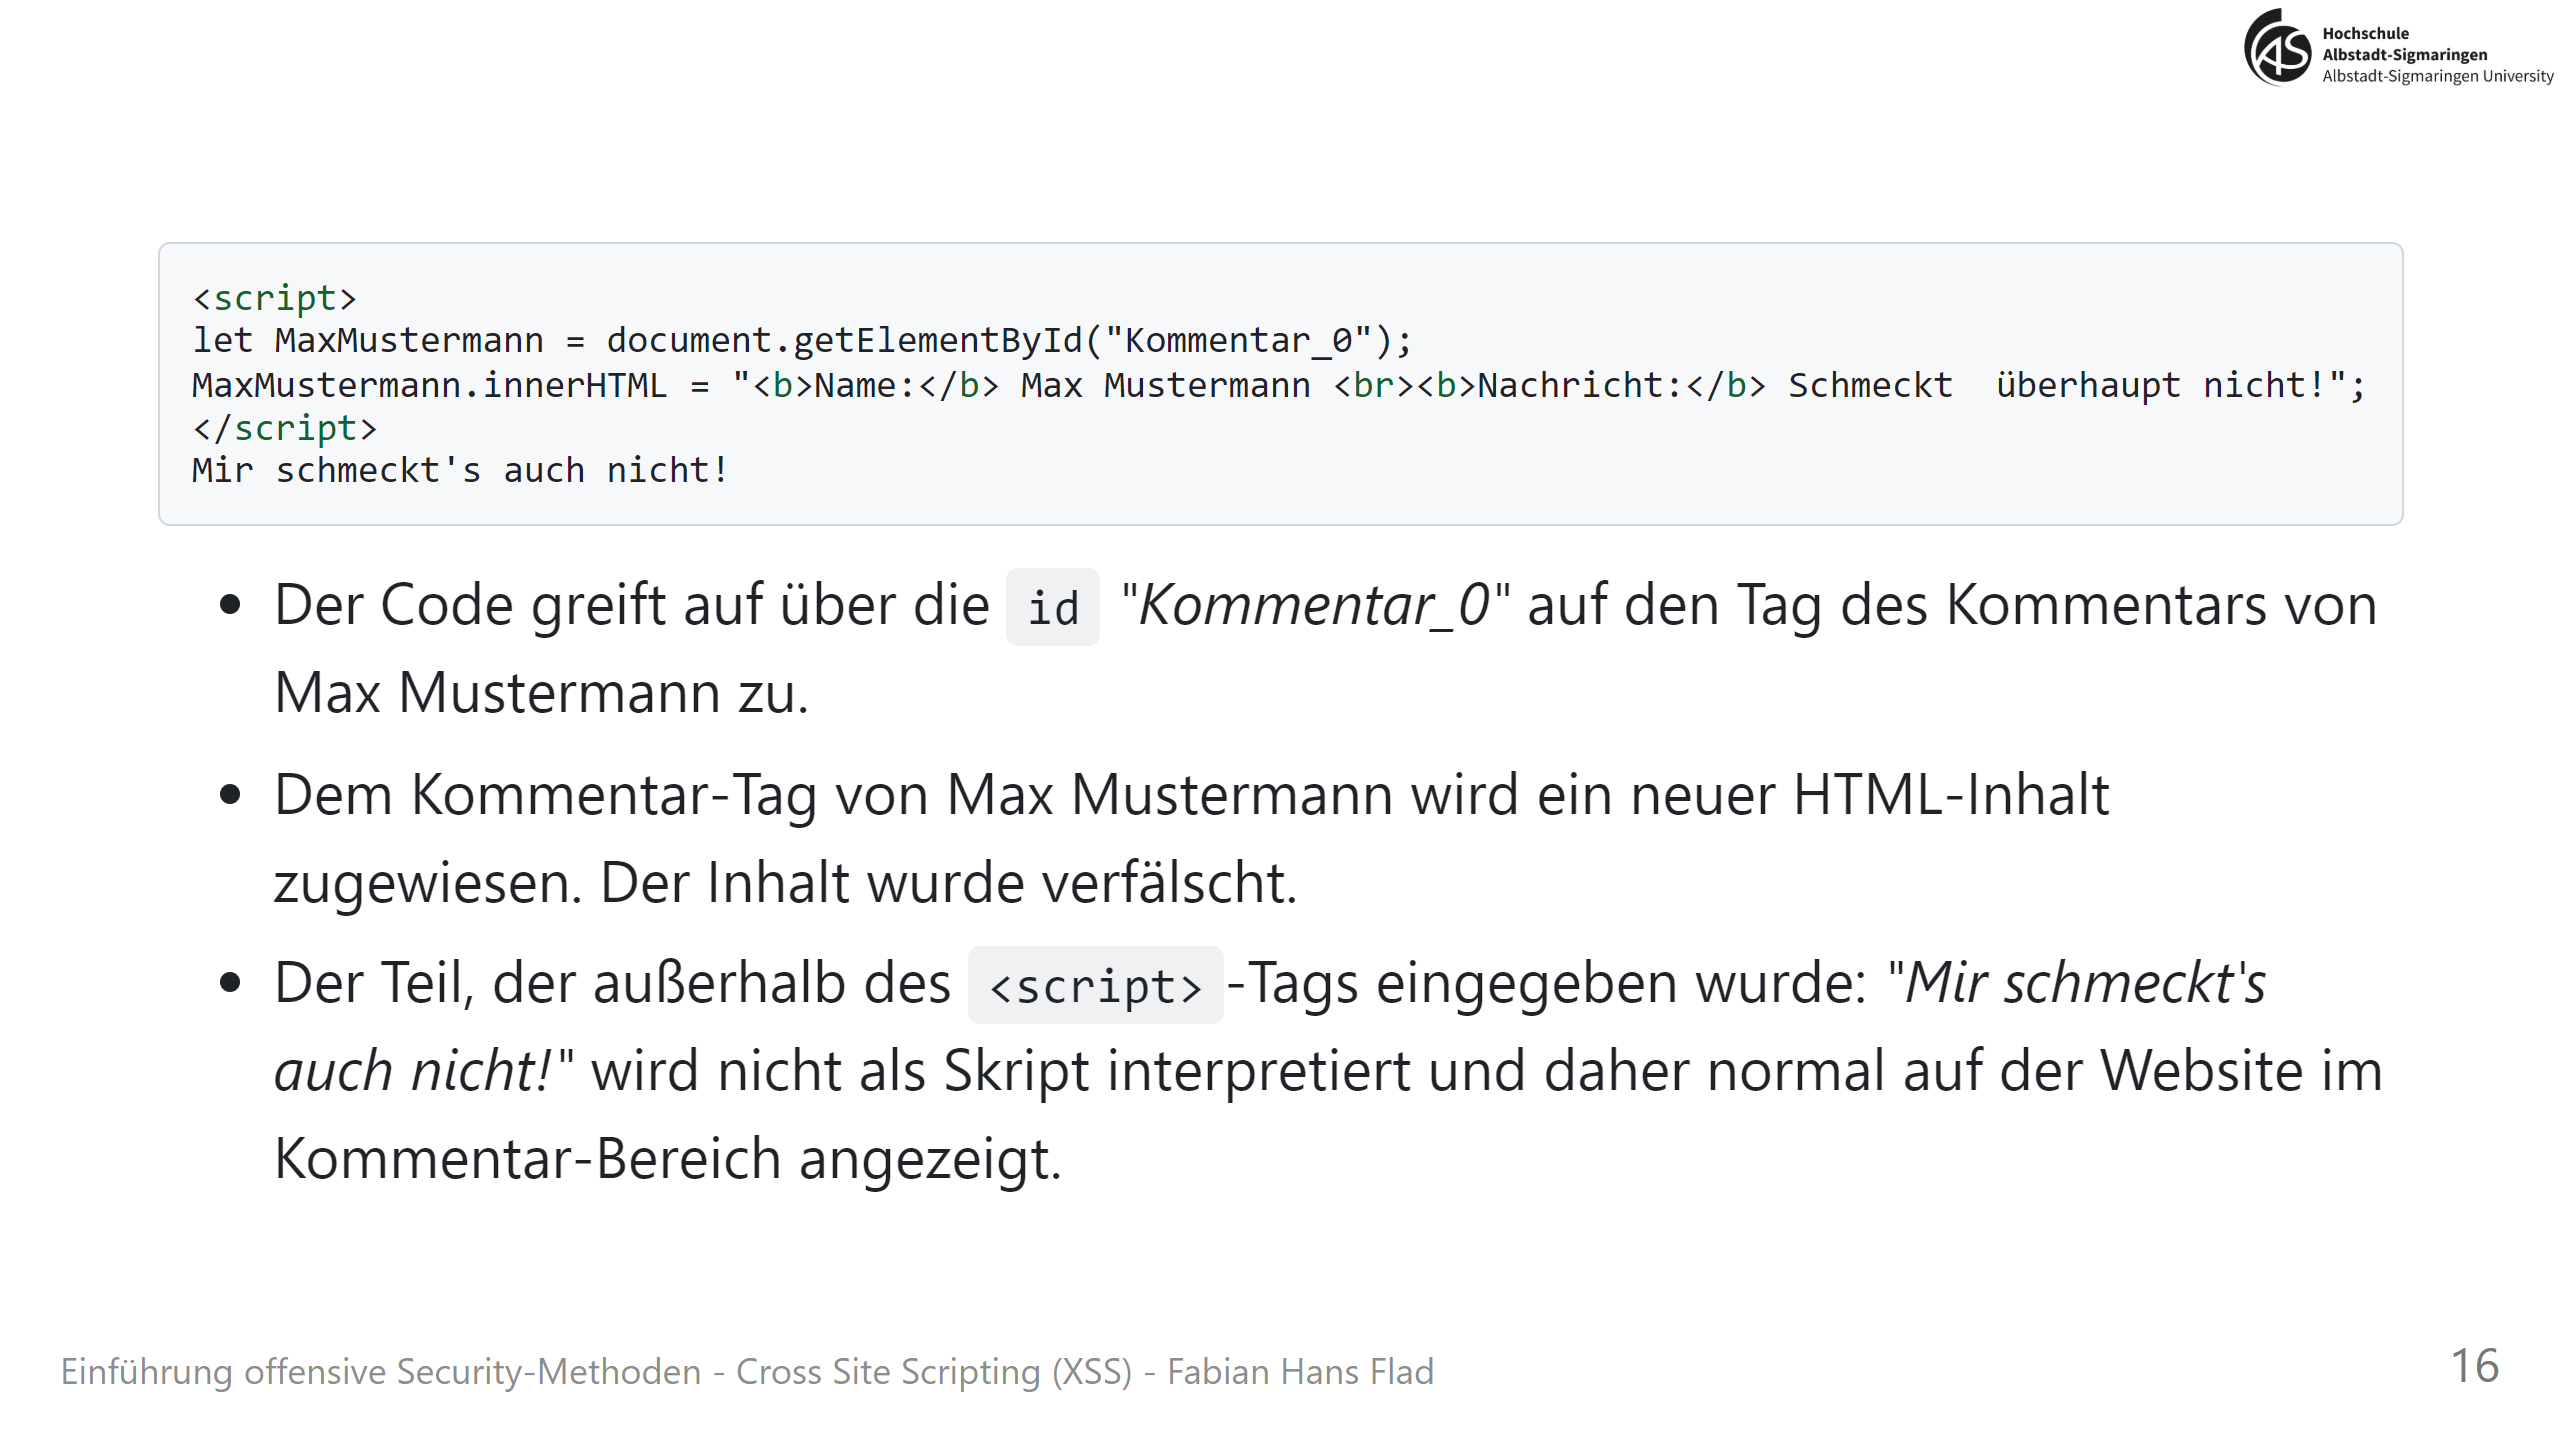 Hochschule
Albstadt-Sigmaringen
Albstadt-Sigmaringen University
<script>
let MaxMustermann = document.getElementById("Kommentar_0");
MaxMustermann.innerHTML = "<b>Name:</b> Max Mustermann <br><b>Nachricht:</b> Schmeckt  überhaupt nicht!";
</script>
Mir schmeckt's auch nicht!
• Der Code greift auf über die id "Kommentar_0" auf den Tag des Kommentars von
Max Mustermann zu.
• Dem Kommentar-Tag von Max Mustermann wird ein neuer HTML-Inhalt
zugewiesen. Der Inhalt wurde verfälscht.
• Der Teil, der außerhalb des <script>-Tags eingegeben wurde: "Mir schmeckt's
auch nicht!" wird nicht als Skript interpretiert und daher normal auf der Website im
Kommentar-Bereich angezeigt.
Einführung offensive Security-Methoden - Cross Site Scripting (XSS) - Fabian Hans Flad
16